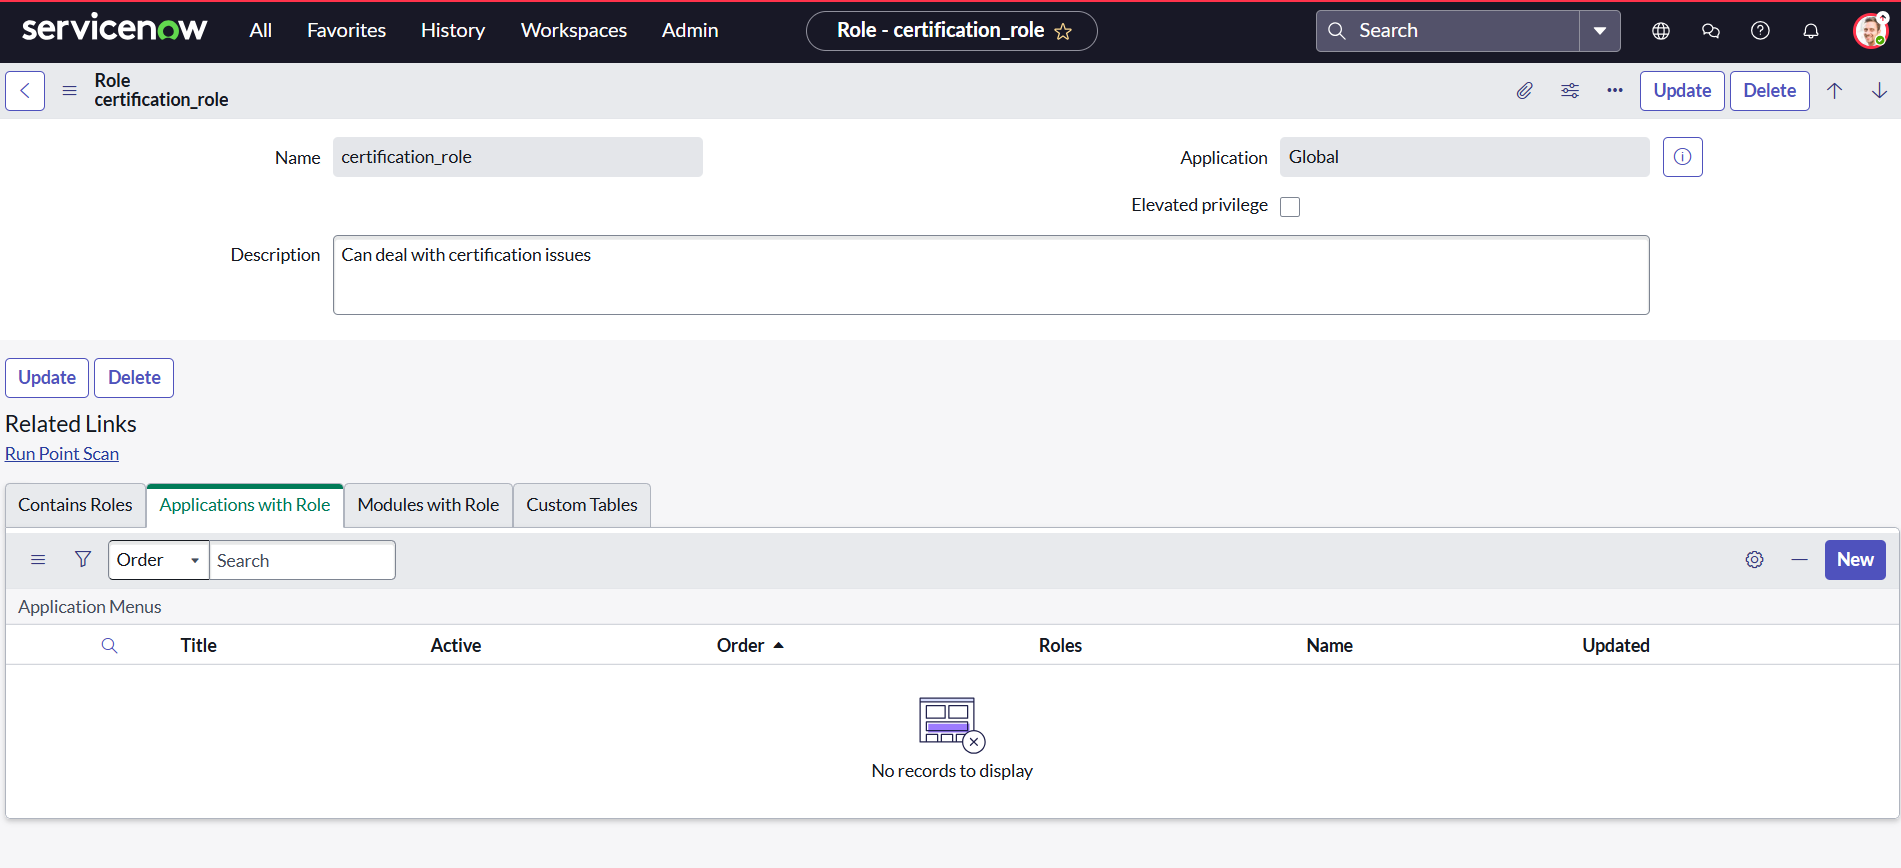 servicenow All Favorites History Workspaces Admin Role - certification_role Search
Role
certification_role
Update Delete
Name certification_role Application Global
Elevated privilege
Description Can deal with certification issues
Update Delete
Related Links
Run Point Scan
Contains Roles Applications with Role Modules with Role Custom Tables
Order Search New
Application Menus
Title Active Order Roles Name Updated
No records to display